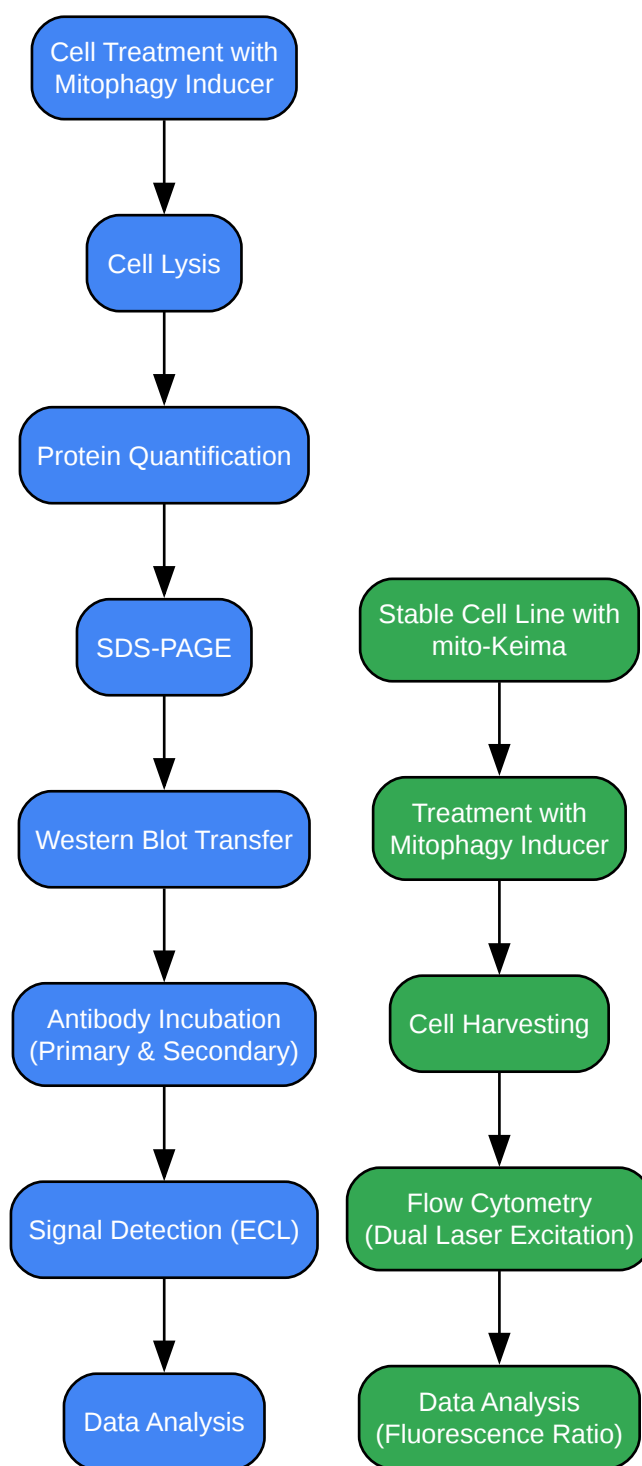 Cell Treatment with
Mitophagy Inducer
Cell Lysis
Protein Quantification
SDS-PAGE
Western Blot Transfer
Antibody Incubation
(Primary & Secondary)
Signal Detection (ECL)
Data Analysis
Stable Cell Line with
mito-Keima
Treatment with
Mitophagy Inducer
Cell Harvesting
Flow Cytometry
(Dual Laser Excitation)
Data Analysis
(Fluorescence Ratio)